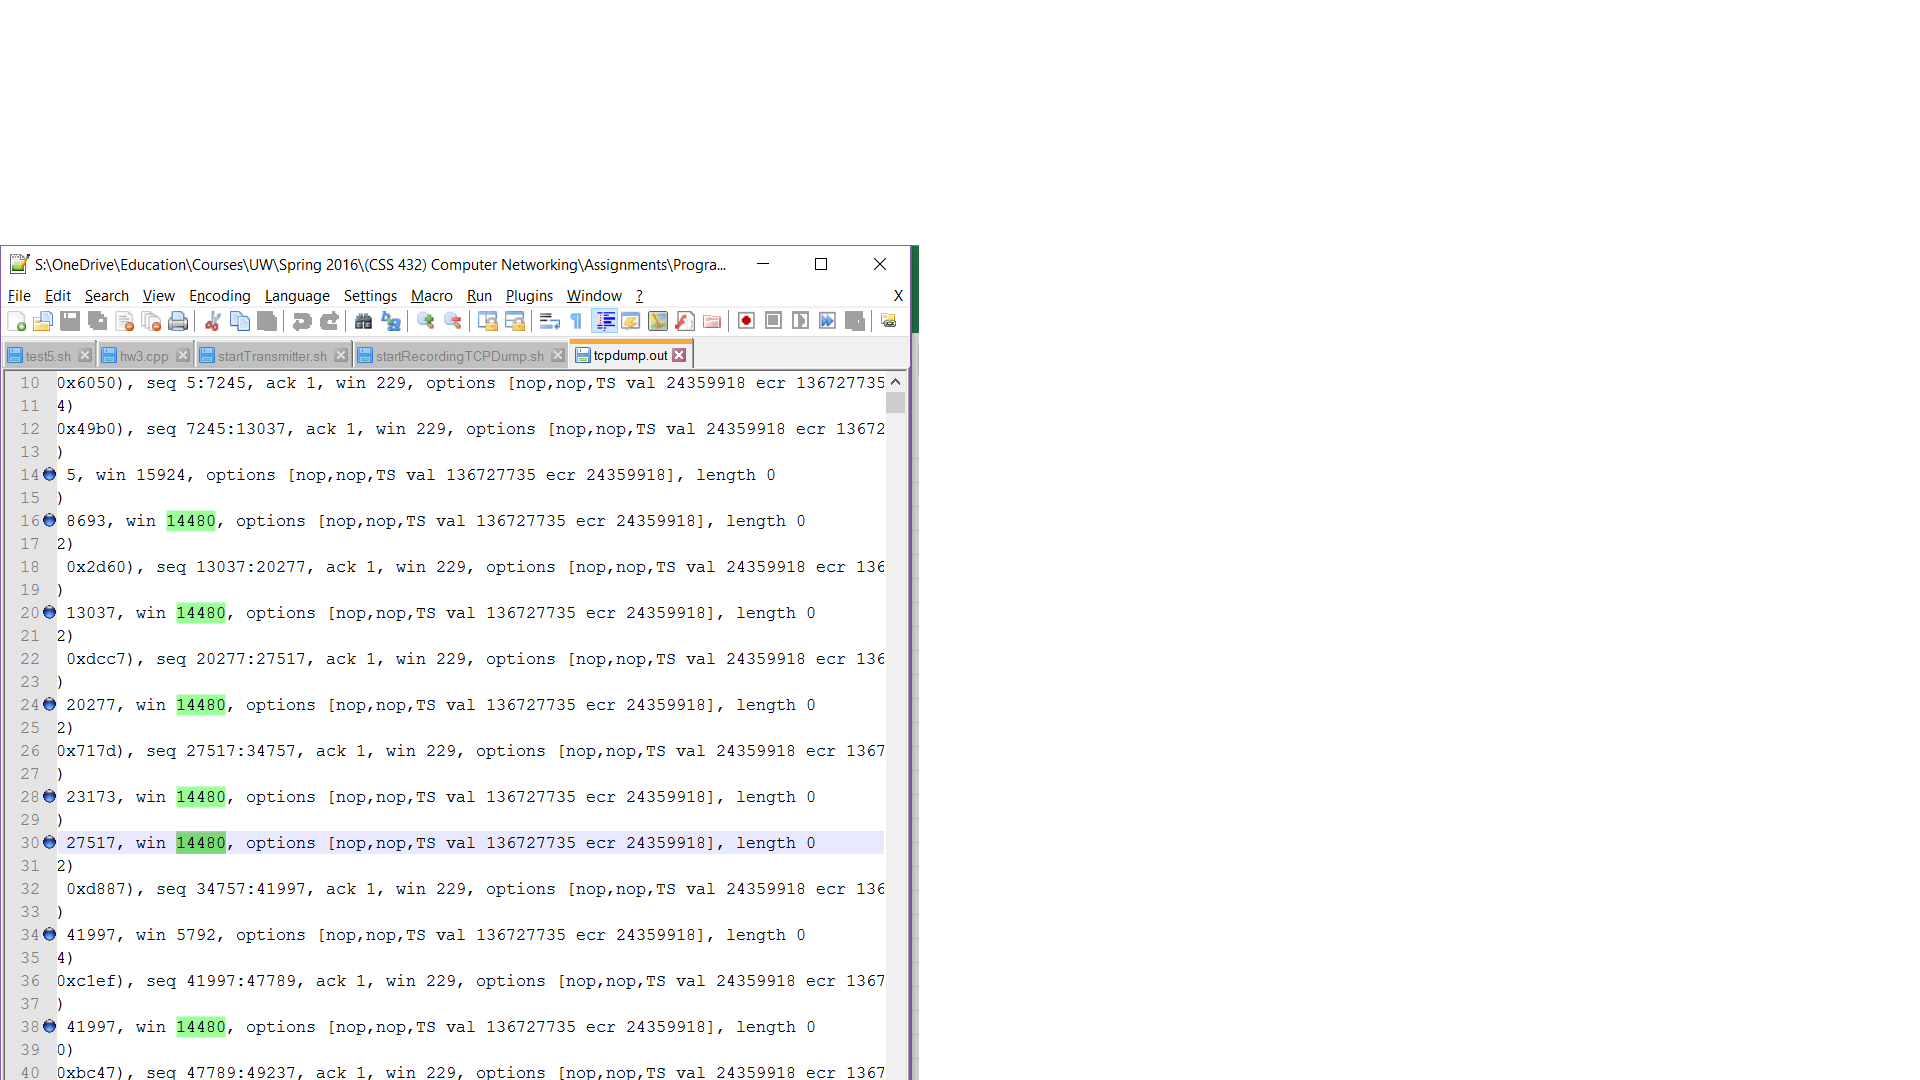 S:\OneDrive\Education\Courses\UW\Spring 2016\(CSS 432) Computer Networking\Assignments\Progra...
File Edit Search View Encoding Language Settings Macro Run Plugins Window ? X
test5.sh hw3.cpp startTransmitter.sh startRecordingTCPDump.sh tcpdump.out
10 0x6050), seq 5:7245, ack 1, win 229, options [nop,nop,TS val 24359918 ecr 136727735
11 4)
12 0x49b0), seq 7245:13037, ack 1, win 229, options [nop,nop,TS val 24359918 ecr 13672
13 )
14 5, win 15924, options [nop,nop,TS val 136727735 ecr 24359918], length 0
15 )
16 8693, win 14480, options [nop,nop,TS val 136727735 ecr 24359918], length 0
17 2)
18 0x2d60), seq 13037:20277, ack 1, win 229, options [nop,nop,TS val 24359918 ecr 136
19 )
20 13037, win 14480, options [nop,nop,TS val 136727735 ecr 24359918], length 0
21 2)
22 0xdcc7), seq 20277:27517, ack 1, win 229, options [nop,nop,TS val 24359918 ecr 136
23 )
24 20277, win 14480, options [nop,nop,TS val 136727735 ecr 24359918], length 0
25 2)
26 0x717d), seq 27517:34757, ack 1, win 229, options [nop,nop,TS val 24359918 ecr 1367
27 )
28 23173, win 14480, options [nop,nop,TS val 136727735 ecr 24359918], length 0
29 )
30 27517, win 14480, options [nop,nop,TS val 136727735 ecr 24359918], length 0
31 2)
32 0xd887), seq 34757:41997, ack 1, win 229, options [nop,nop,TS val 24359918 ecr 136
33 )
34 41997, win 5792, options [nop,nop,TS val 136727735 ecr 24359918], length 0
35 4)
36 0xc1ef), seq 41997:47789, ack 1, win 229, options [nop,nop,TS val 24359918 ecr 1367
37 )
38 41997, win 14480, options [nop,nop,TS val 136727735 ecr 24359918], length 0
39 0)
40 0xbc47), seq 47789:49237, ack 1, win 229, options [nop,nop,TS val 24359918 ecr 1367